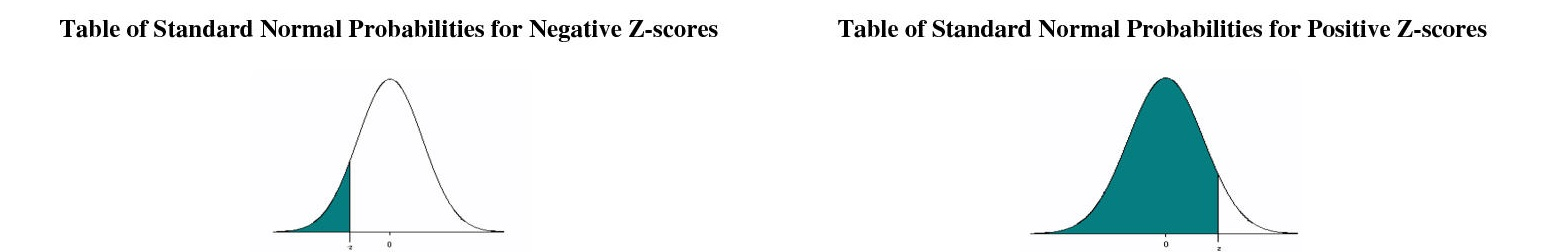 Table of Standard Normal Probabilities for Negative Z-scores
Table of Standard Normal Probabilities for Positive Z-scores
-z 0
0 z